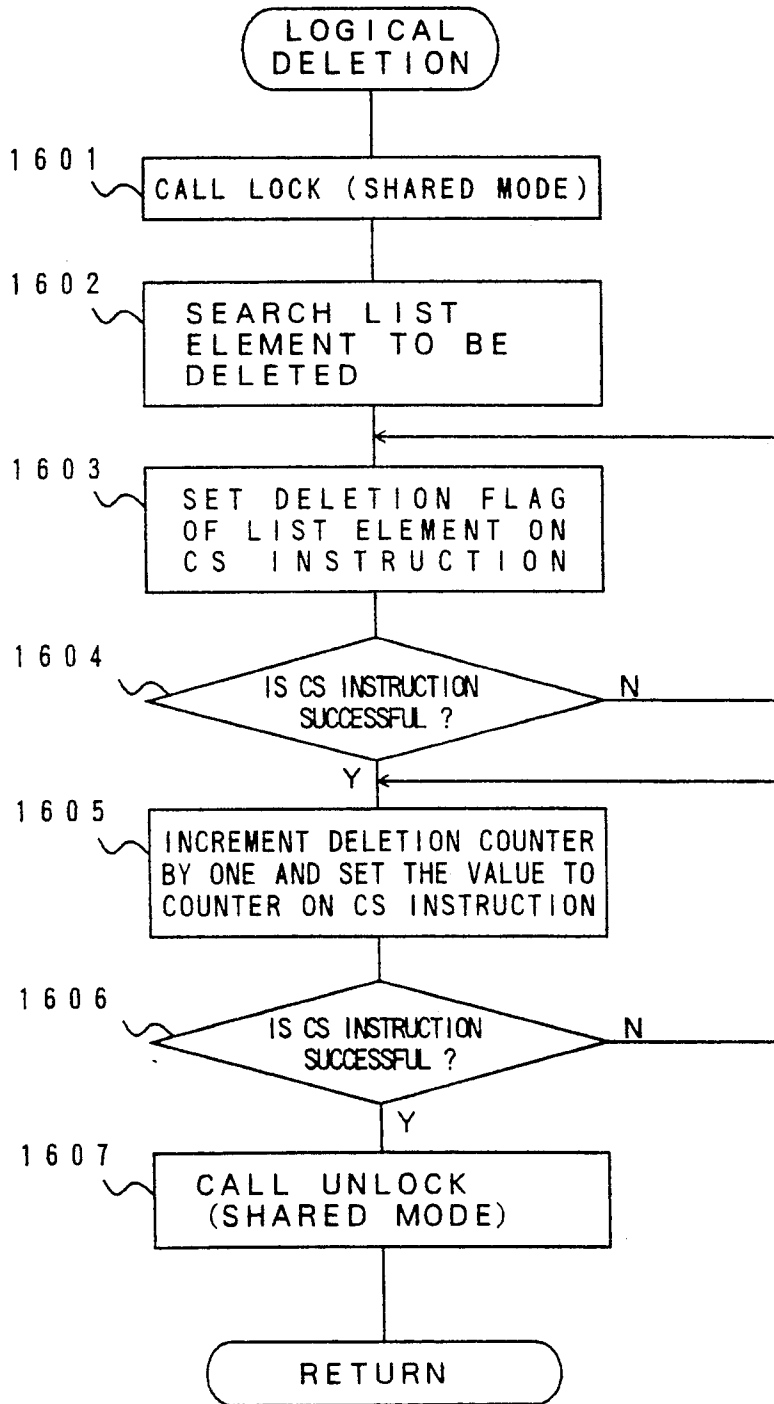 LOGICAL
DELETION
1601
CALL LOCK (SHARED MODE)
1602
SEARCH LIST
ELEMENT TO BE
DELETED
1603
SET DELETION FLAG
OF LIST ELEMENT ON
CS INSTRUCTION
1604
IS CS INSTRUCTION
SUCCESSFUL ?
N
Y
1605
INCREMENT DELETION COUNTER
BY ONE AND SET THE VALUE TO
COUNTER ON CS INSTRUCTION
1606
IS CS INSTRUCTION
SUCCESSFUL ?
N
Y
1607
CALL UNLOCK
(SHARED MODE)
RETURN